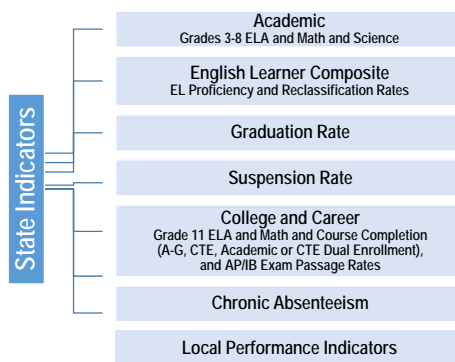 State Indicators
Academic
Grades 3-8 ELA and Math and Science
English Learner Composite
EL Proficiency and Reclassification Rates
Graduation Rate
Suspension Rate
College and Career
Grade 11 ELA and Math and Course Completion
(A-G, CTE, Academic or CTE Dual Enrollment),
and AP/IB Exam Passage Rates
Chronic Absenteeism
Local Performance Indicators